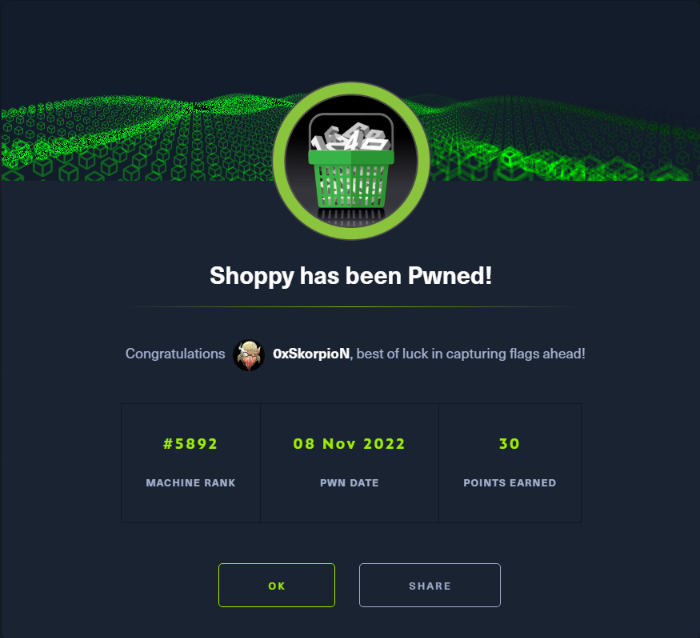 Shoppy has been Pwned!
Congratulations 0xSkorpioN, best of luck in capturing flags ahead!
#5892 08 Nov 2022 30
MACHINE RANK PWN DATE POINTS EARNED
OK SHARE